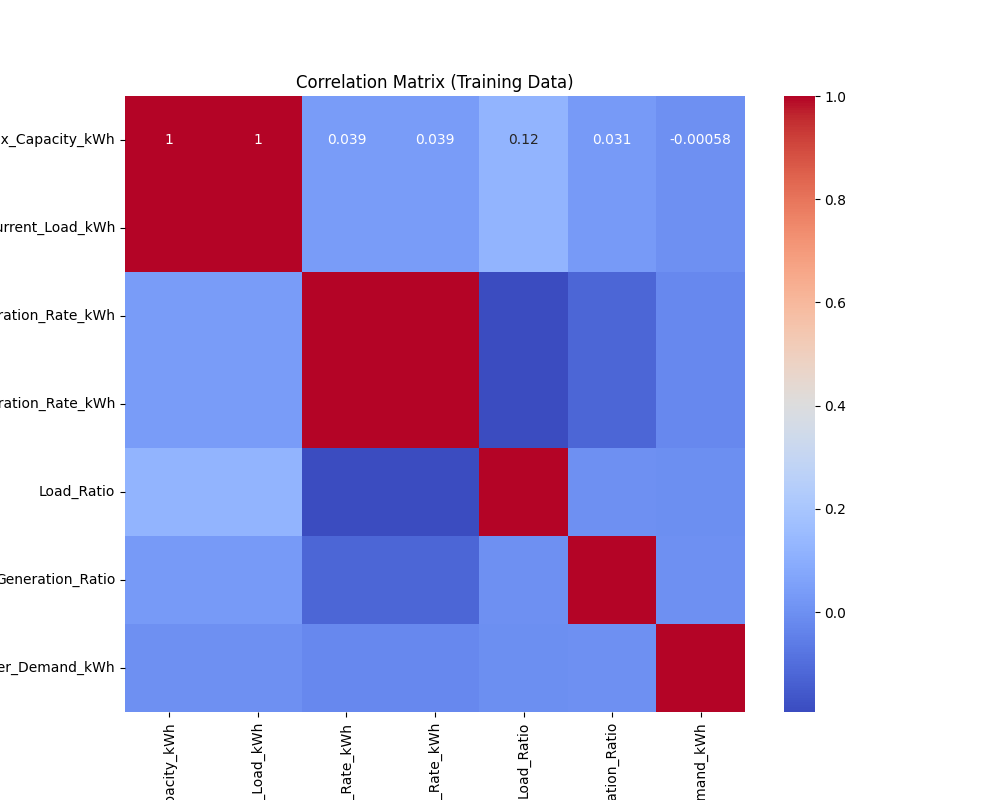 Correlation Matrix (Training Data)
x_Capacity_kWh
1 1 0.039 0.039 0.12 0.031 -0.00058
urrent_Load_kWh
ration_Rate_kWh
ration_Rate_kWh
Load_Ratio
Generation_Ratio
er_Demand_kWh
1.0
0.8
0.6
0.4
0.2
0.0
pacity_kWh
_Load_kWh
_Rate_kWh
_Rate_kWh
Load_Ratio
ation_Ratio
mand_kWh